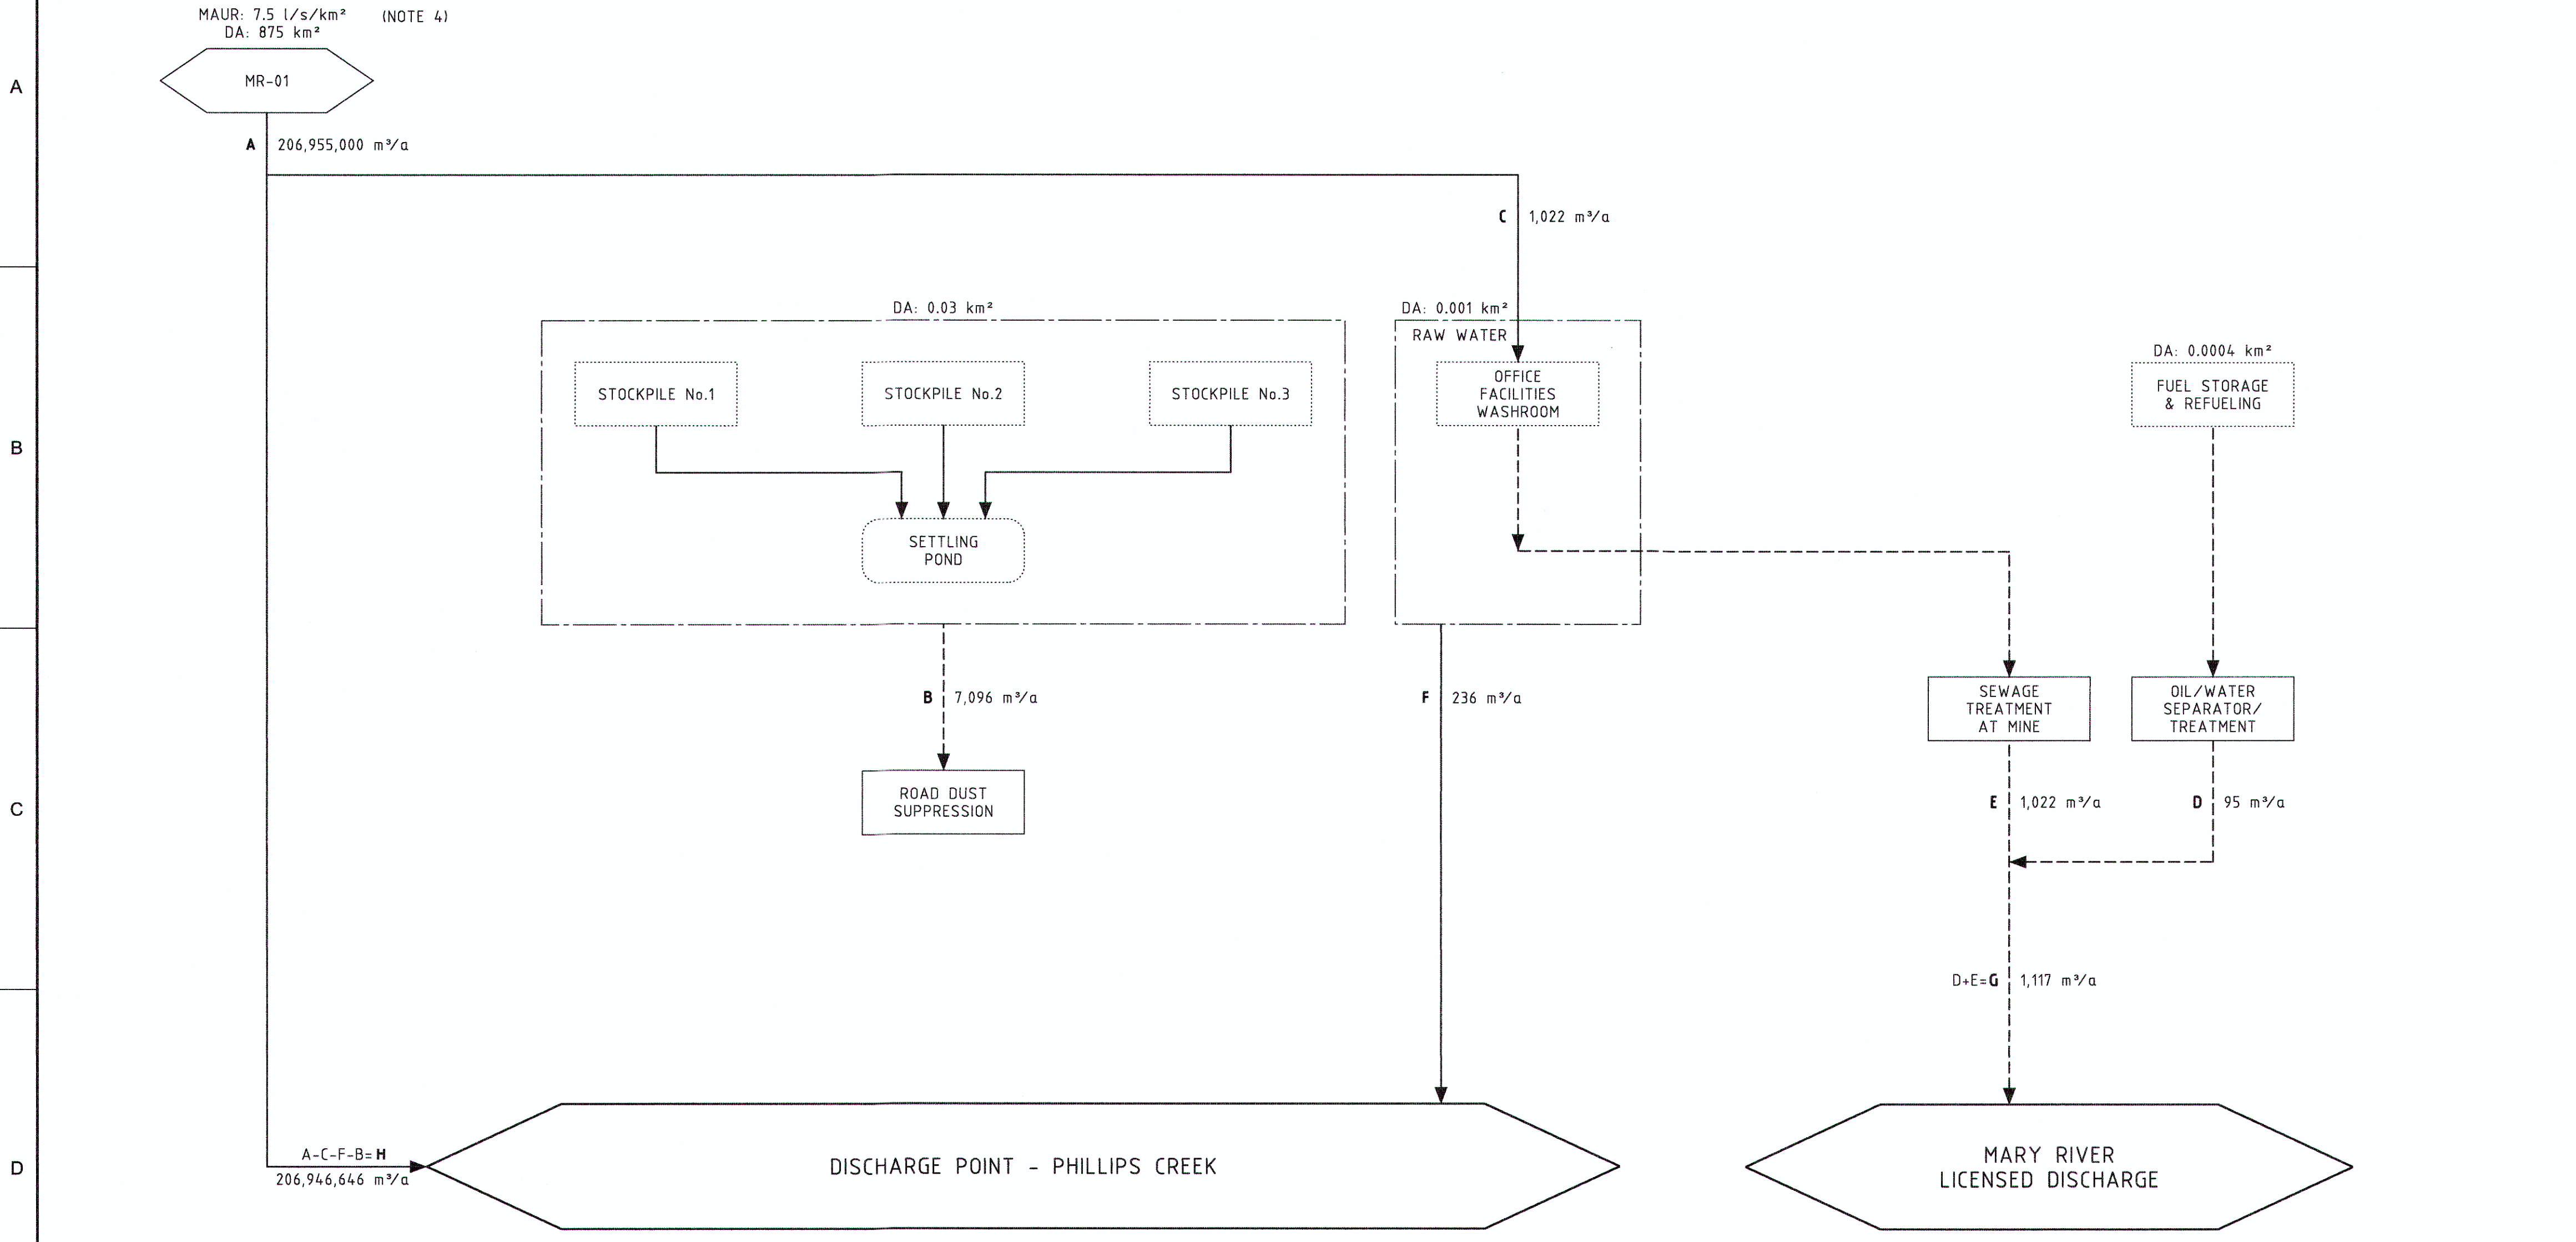 MAUR: 7.5 l/s/km² (NOTE 4)
DA: 875 km²
A
MR-01
A 206,955,000 m³/a
C 1,022 m³/a
DA: 0.03 km²
DA: 0.001 km²
RAW WATER
DA: 0.0004 km²
STOCKPILE No.1
STOCKPILE No.2
STOCKPILE No.3
OFFICE
FACILITIES
WASHROOM
FUEL STORAGE
& REFUELING
B
SETTLING
POND
B 7,096 m³/a
F 236 m³/a
SEWAGE
TREATMENT
AT MINE
OIL/WATER
SEPARATOR/
TREATMENT
C
ROAD DUST
SUPPRESSION
E 1,022 m³/a
D 95 m³/a
D+E=G 1,117 m³/a
D
A-C-F-B=H
206,946,646 m³/a
DISCHARGE POINT - PHILLIPS CREEK
MARY RIVER
LICENSED DISCHARGE